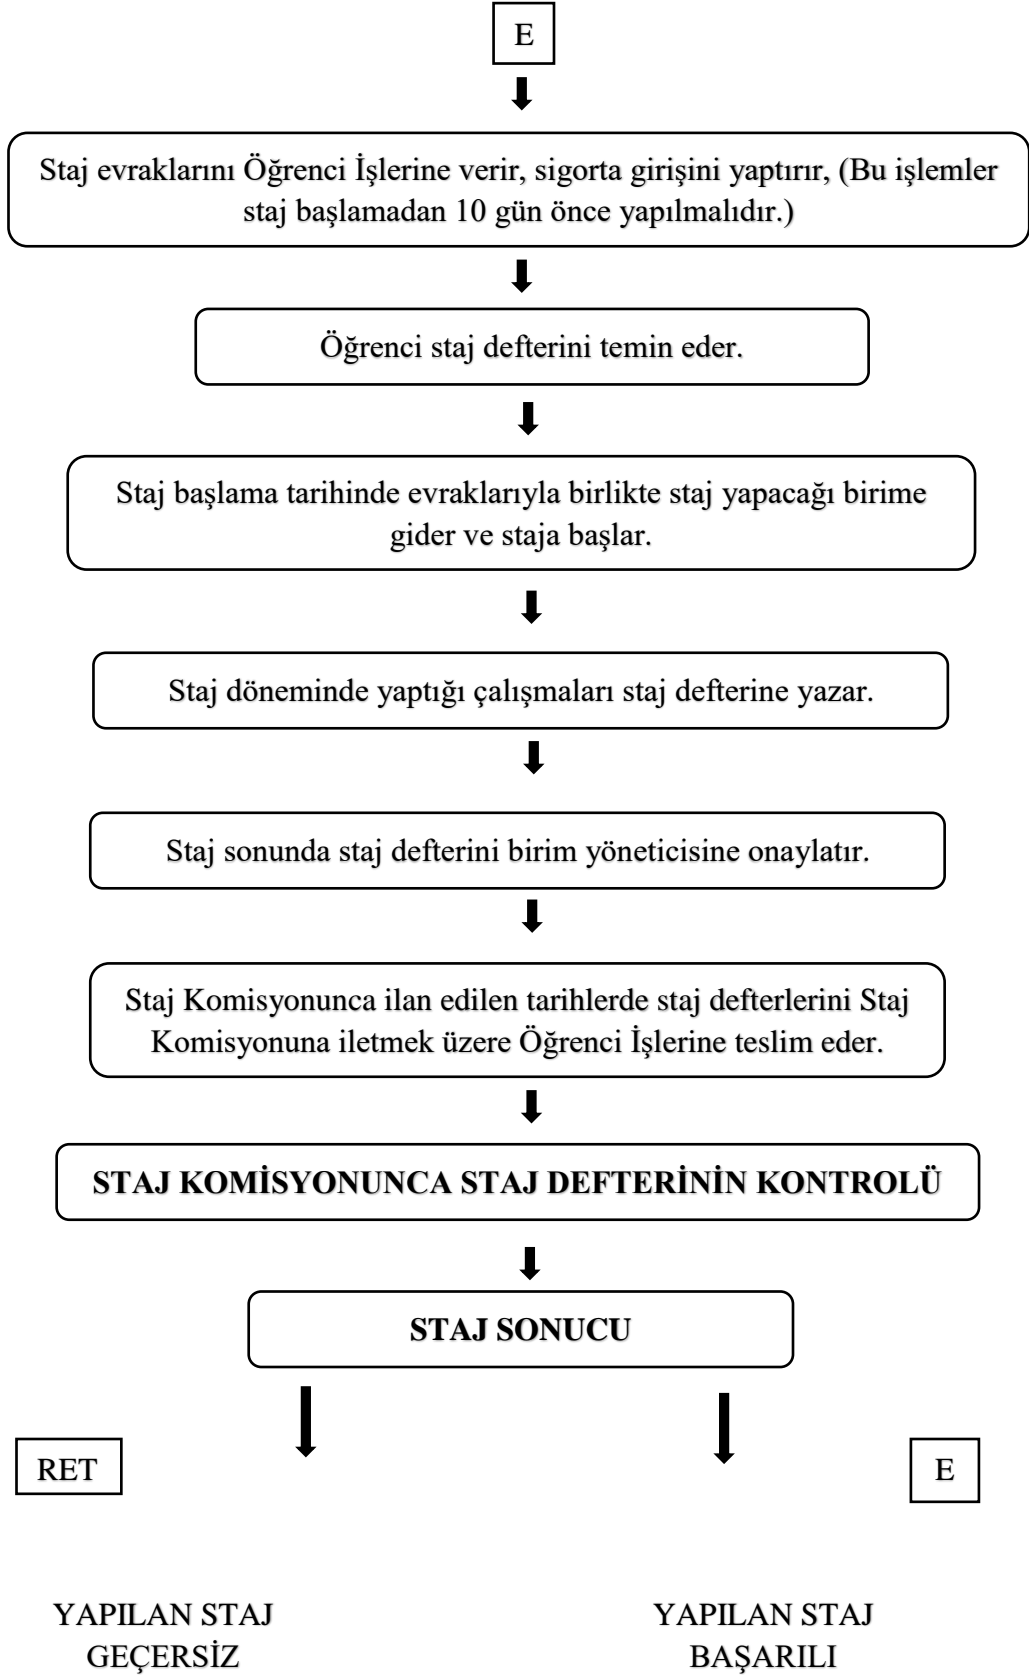 E
Staj evraklarını Öğrenci İşlerine verir, sigorta girişini yaptırır, (Bu işlemler
staj başlamadan 10 gün önce yapılmalıdır.)
Öğrenci staj defterini temin eder.
Staj başlama tarihinde evraklarıyla birlikte staj yapacağı birime
gider ve staja başlar.
Staj döneminde yaptığı çalışmaları staj defterine yazar.
Staj sonunda staj defterini birim yöneticisine onaylatır.
Staj Komisyonunca ilan edilen tarihlerde staj defterlerini Staj
Komisyonuna iletmek üzere Öğrenci İşlerine teslim eder.
STAJ KOMİSYONUNCA STAJ DEFTERİNİN KONTROLÜ
STAJ SONUCU
RET
E
YAPILAN STAJ
GEÇERSİZ
YAPILAN STAJ
BAŞARILI